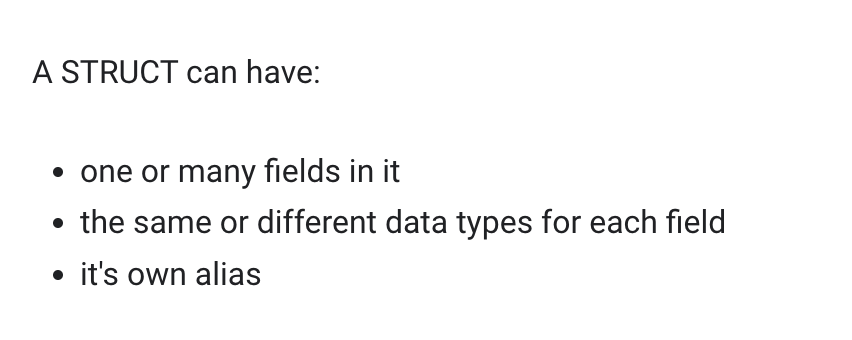 A STRUCT can have:
• one or many fields in it
• the same or different data types for each field
• it's own alias